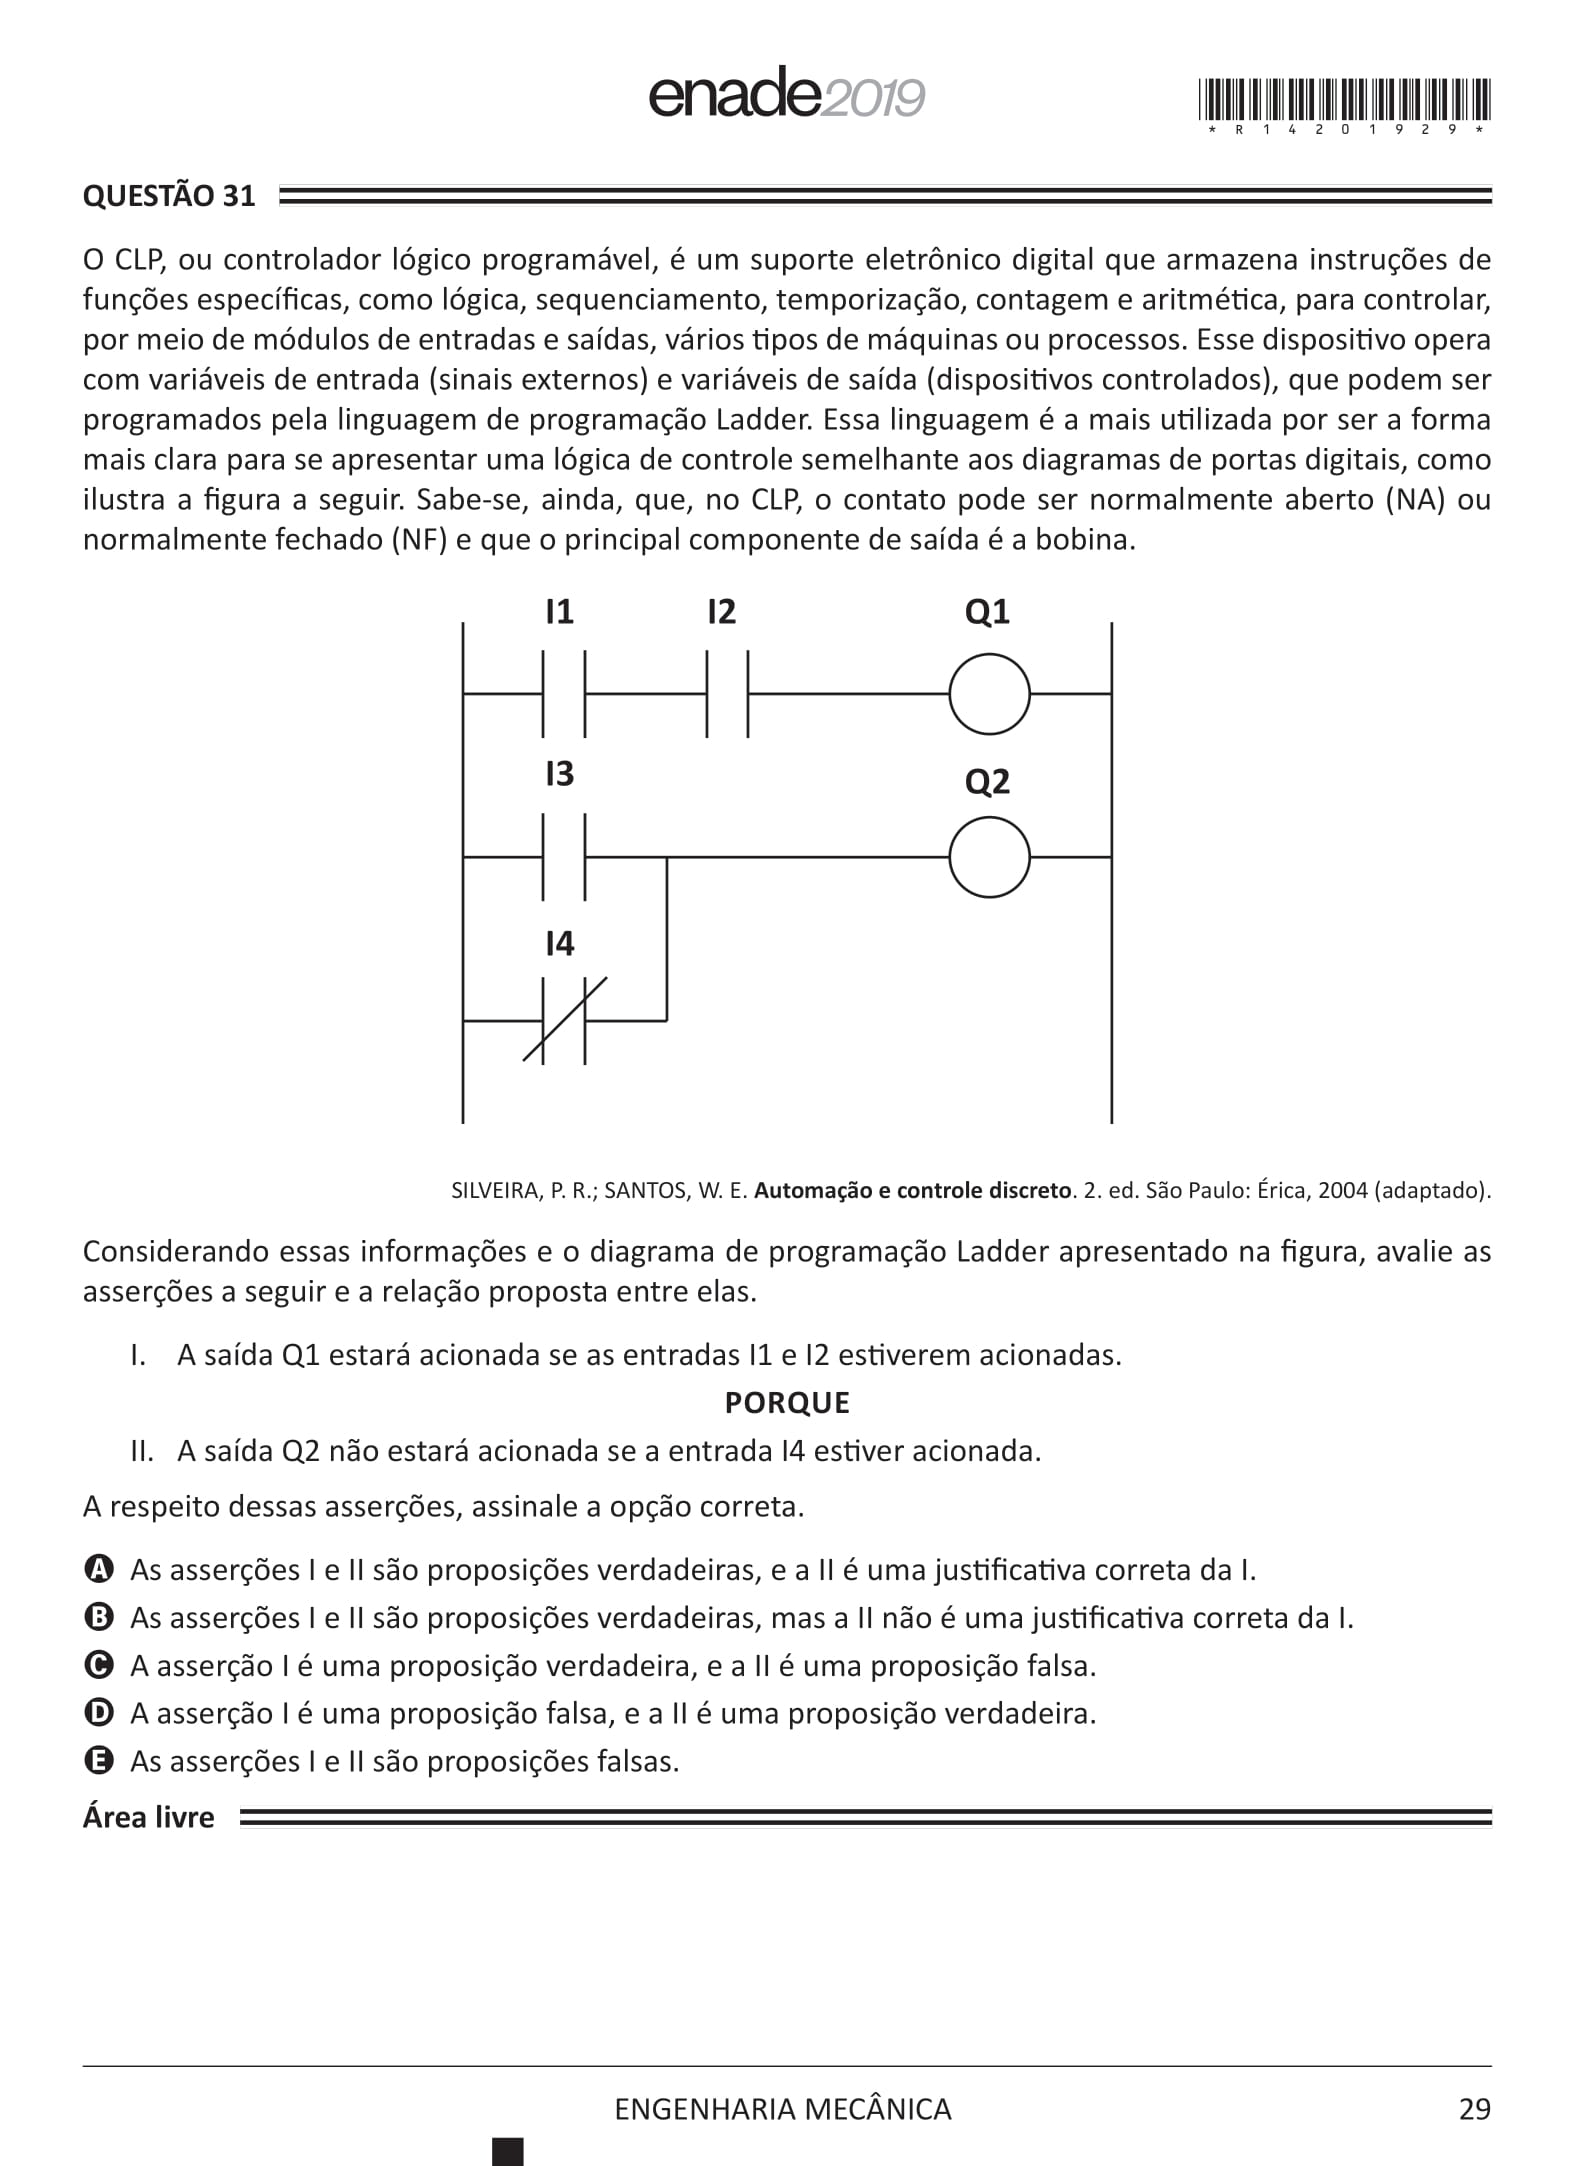 enade2019
* R 1 4 2 0 1 9 2 9 *
QUESTÃO 31
O CLP, ou controlador lógico programável, é um suporte eletrônico digital que armazena instruções de
funções específicas, como lógica, sequenciamento, temporização, contagem e aritmética, para controlar,
por meio de módulos de entradas e saídas, vários tipos de máquinas ou processos. Esse dispositivo opera
com variáveis de entrada (sinais externos) e variáveis de saída (dispositivos controlados), que podem ser
programados pela linguagem de programação Ladder. Essa linguagem é a mais utilizada por ser a forma
mais clara para se apresentar uma lógica de controle semelhante aos diagramas de portas digitais, como
ilustra a figura a seguir. Sabe-se, ainda, que, no CLP, o contato pode ser normalmente aberto (NA) ou
normalmente fechado (NF) e que o principal componente de saída é a bobina.
I1 I2 Q1
I3
Q2
I4
SILVEIRA, P. R.; SANTOS, W. E. Automação e controle discreto. 2. ed. São Paulo: Érica, 2004 (adaptado).
Considerando essas informações e o diagrama de programação Ladder apresentado na figura, avalie as
asserções a seguir e a relação proposta entre elas.
I. A saída Q1 estará acionada se as entradas I1 e I2 estiverem acionadas.
PORQUE
II. A saída Q2 não estará acionada se a entrada I4 estiver acionada.
A respeito dessas asserções, assinale a opção correta.
A As asserções I e II são proposições verdadeiras, e a II é uma justificativa correta da I.
B As asserções I e II são proposições verdadeiras, mas a II não é uma justificativa correta da I.
C A asserção I é uma proposição verdadeira, e a II é uma proposição falsa.
D A asserção I é uma proposição falsa, e a II é uma proposição verdadeira.
E As asserções I e II são proposições falsas.
Área livre
ENGENHARIA MECÂNICA 29